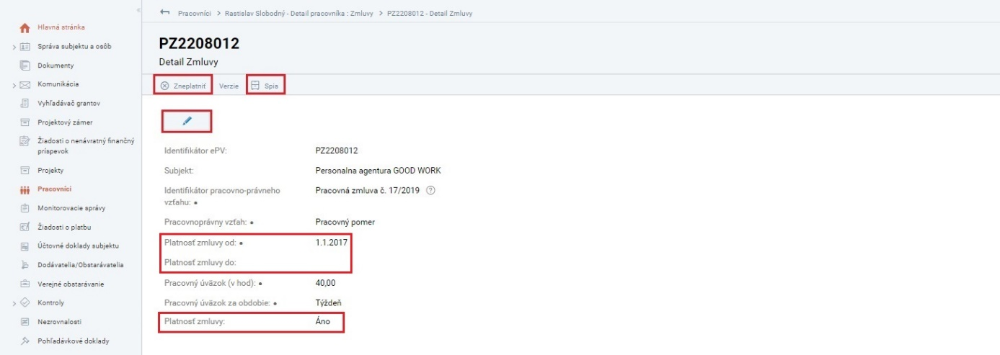 Pracovníci > Rastislav Slobodný - Detail pracovníka : Zmluvy > PZ2208012 - Detail Zmluvy
Hlavná stránka
Správa subjektu a osôb
Dokumenty
Komunikácia
Vyhľadávač grantov
Projektový zámer
Žiadosti o nenávratný finančný
príspevok
Projekty
Pracovníci
Monitorovacie správy
Žiadosti o platbu
Účtovné doklady subjektu
Dodávatelia/Obstarávatelia
Verejné obstarávanie
Kontroly
Nezrovnalosti
Pohľadávkové doklady
PZ2208012
Detail Zmluvy
Zneplatniť Verzie Spis
Identifikátor ePV: PZ2208012
Subjekt: Personalna agentura GOOD WORK
Identifikátor pracovno-právneho Pracovná zmluva č. 17/2019
vzťahu:
Pracovnoprávny vzťah: Pracovný pomer
Platnosť zmluvy od: 1.1.2017
Platnosť zmluvy do:
Pracovný úväzok (v hod): 40,00
Pracovný úväzok za obdobie: Týždeň
Platnosť zmluvy: Áno